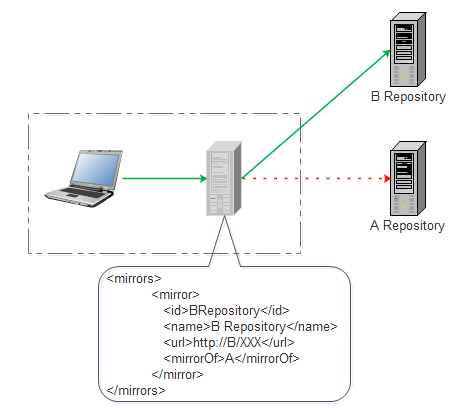 B Repository
A Repository
<mirrors>
<mirror>
<id>BRepository</id>
<name>B Repository</name>
<url>http://B/XXX</url>
<mirrorOf>A</mirrorOf>
</mirror>
</mirrors>